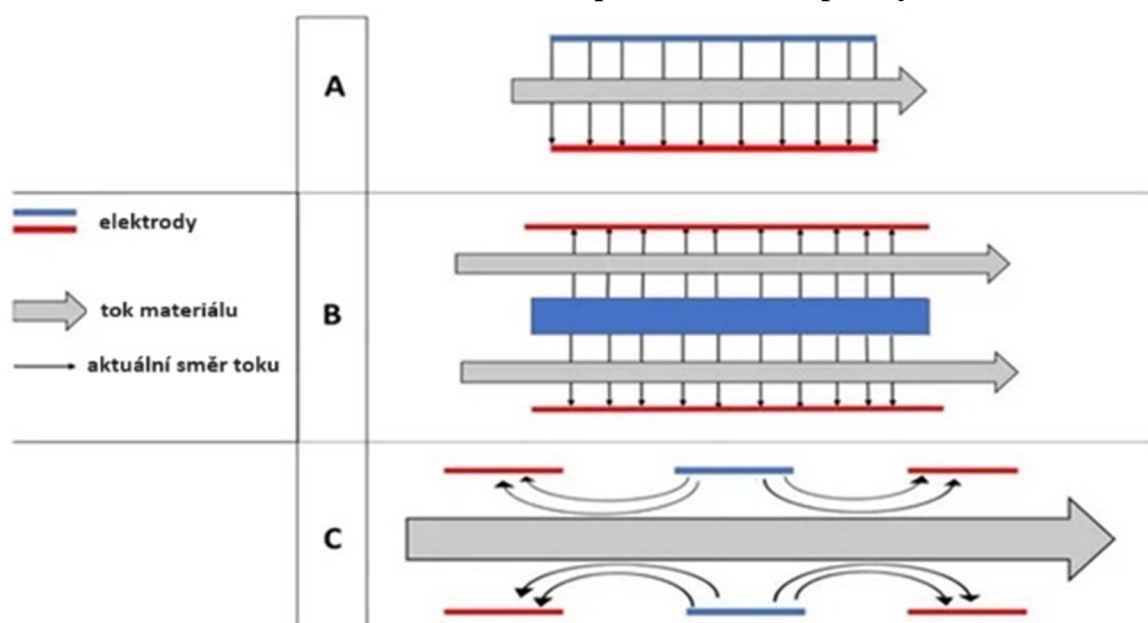 A
elektrody
tok materiálu
B
aktuální směr toku
C